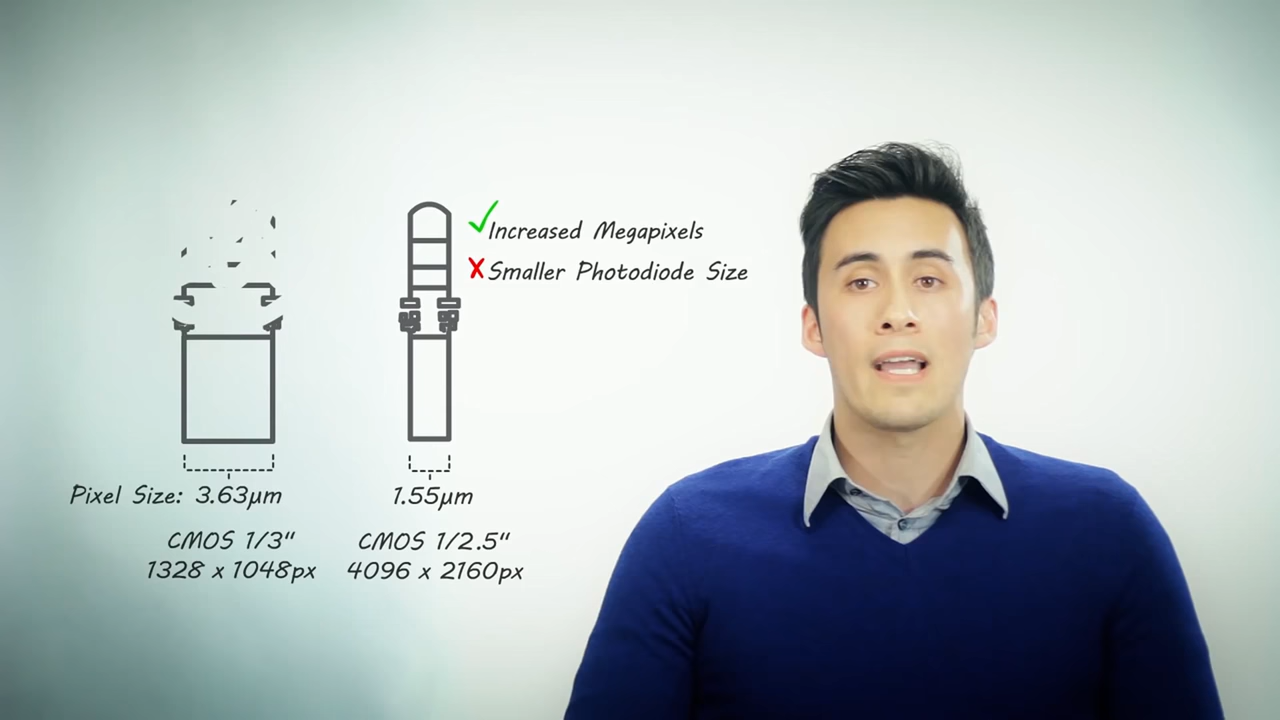 Increased Megapixels
Smaller Photodiode Size
Pixel Size: 3.63µm
1.55µm
CMOS 1/3"
1328 x 1048px
CMOS 1/2.5"
4096 x 2160px